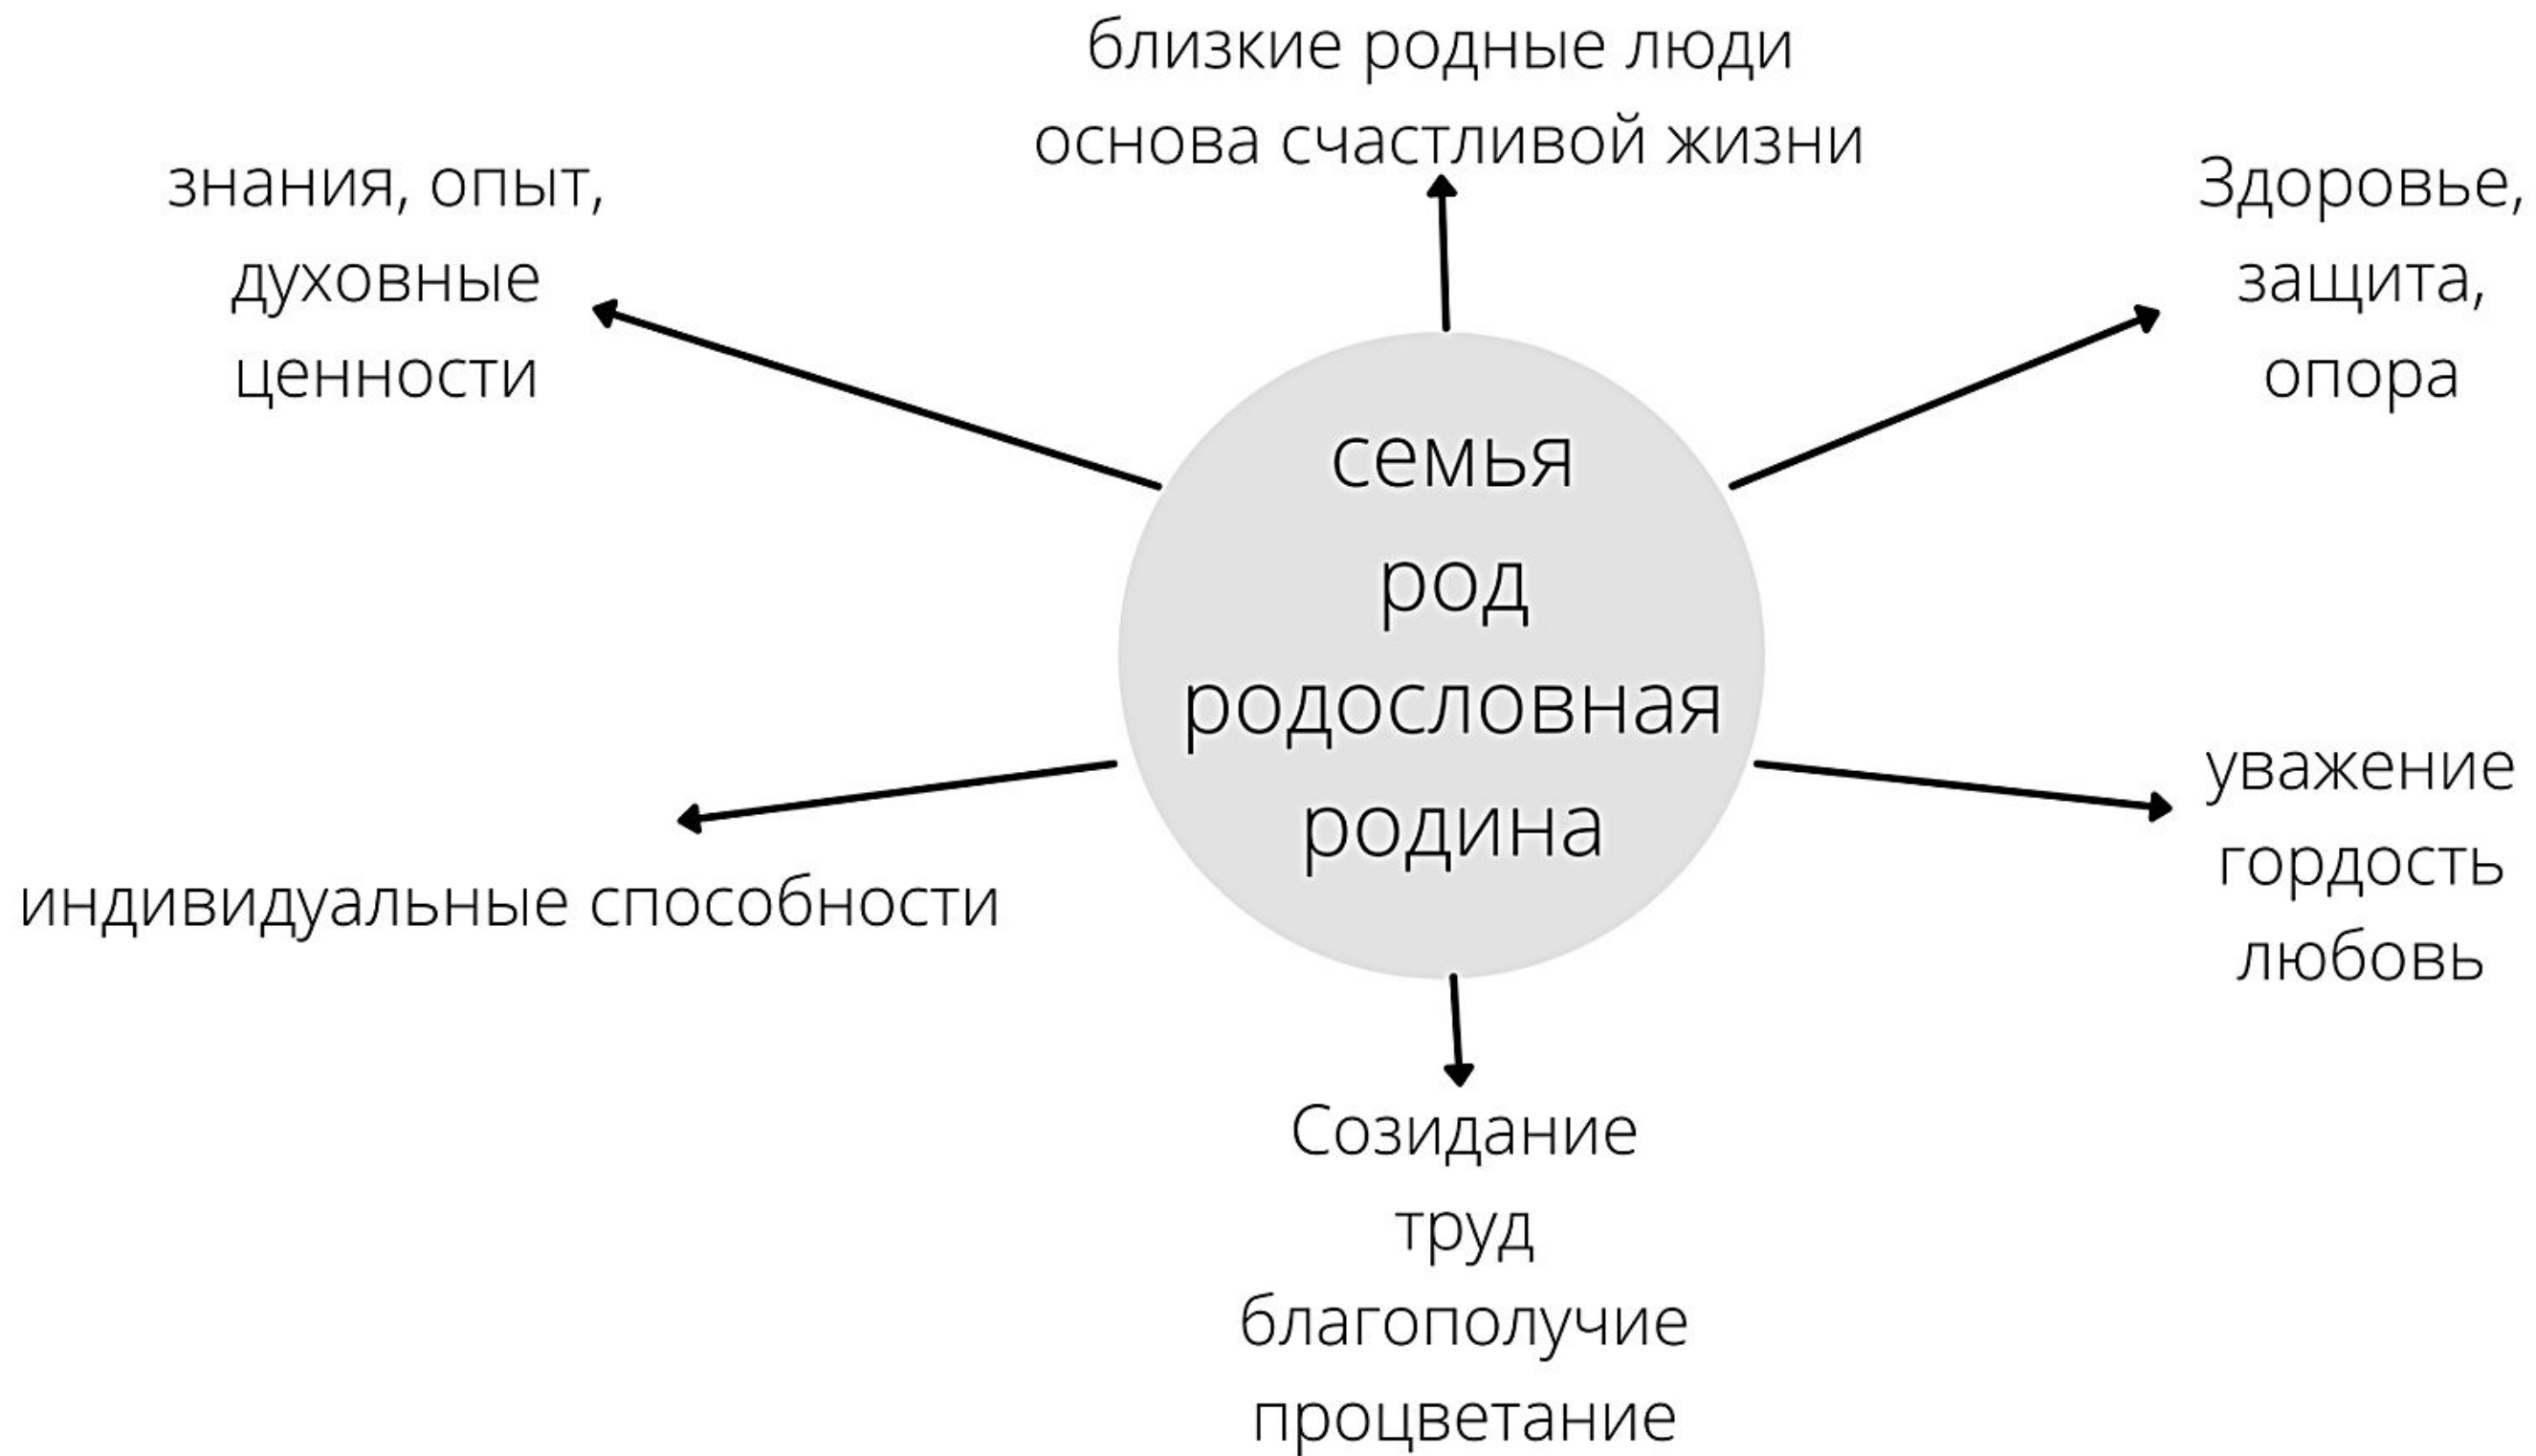 близкие родные люди
основа счастливой жизни
знания, опыт,
духовные
ценности
Здоровье,
защита,
опора
семья
род
родословная
родина
индивидуальные способности
уважение
гордость
любовь
Созидание
труд
благополучие
процветание